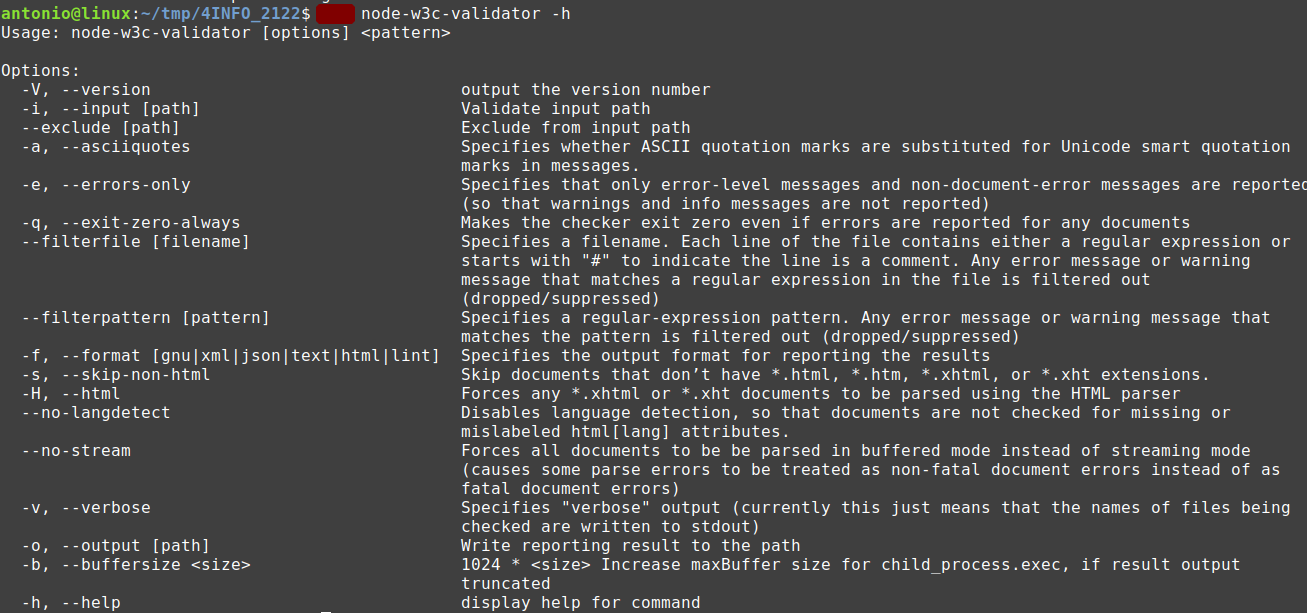 antonio@linux:~/tmp/4INFO_2122$ node-w3c-validator -h
Usage: node-w3c-validator [options] <pattern>
Options:
-V, --version output the version number
-i, --input [path] Validate input path
--exclude [path] Exclude from input path
-a, --asciiquotes Specifies whether ASCII quotation marks are substituted for Unicode smart quotation
marks in messages.
-e, --errors-only Specifies that only error-level messages and non-document-error messages are reported
(so that warnings and info messages are not reported)
-q, --exit-zero-always Makes the checker exit zero even if errors are reported for any documents
--filterfile [filename] Specifies a filename. Each line of the file contains either a regular expression or
starts with "#" to indicate the line is a comment. Any error message or warning
message that matches a regular expression in the file is filtered out
(dropped/suppressed)
--filterpattern [pattern] Specifies a regular-expression pattern. Any error message or warning message that
matches the pattern is filtered out (dropped/suppressed)
-f, --format [gnu|xml|json|text|html|lint] Specifies the output format for reporting the results
-s, --skip-non-html Skip documents that don’t have *.html, *.htm, *.xhtml, or *.xht extensions.
-H, --html Forces any *.xhtml or *.xht documents to be parsed using the HTML parser
--no-langdetect Disables language detection, so that documents are not checked for missing or
mislabeled html[lang] attributes.
--no-stream Forces all documents to be be parsed in buffered mode instead of streaming mode
(causes some parse errors to be treated as non-fatal document errors instead of as
fatal document errors)
-v, --verbose Specifies "verbose" output (currently this just means that the names of files being
checked are written to stdout)
-o, --output [path] Write reporting result to the path
-b, --buffersize <size> 1024 * <size> Increase maxBuffer size for child_process.exec, if result output
truncated
-h, --help display help for command